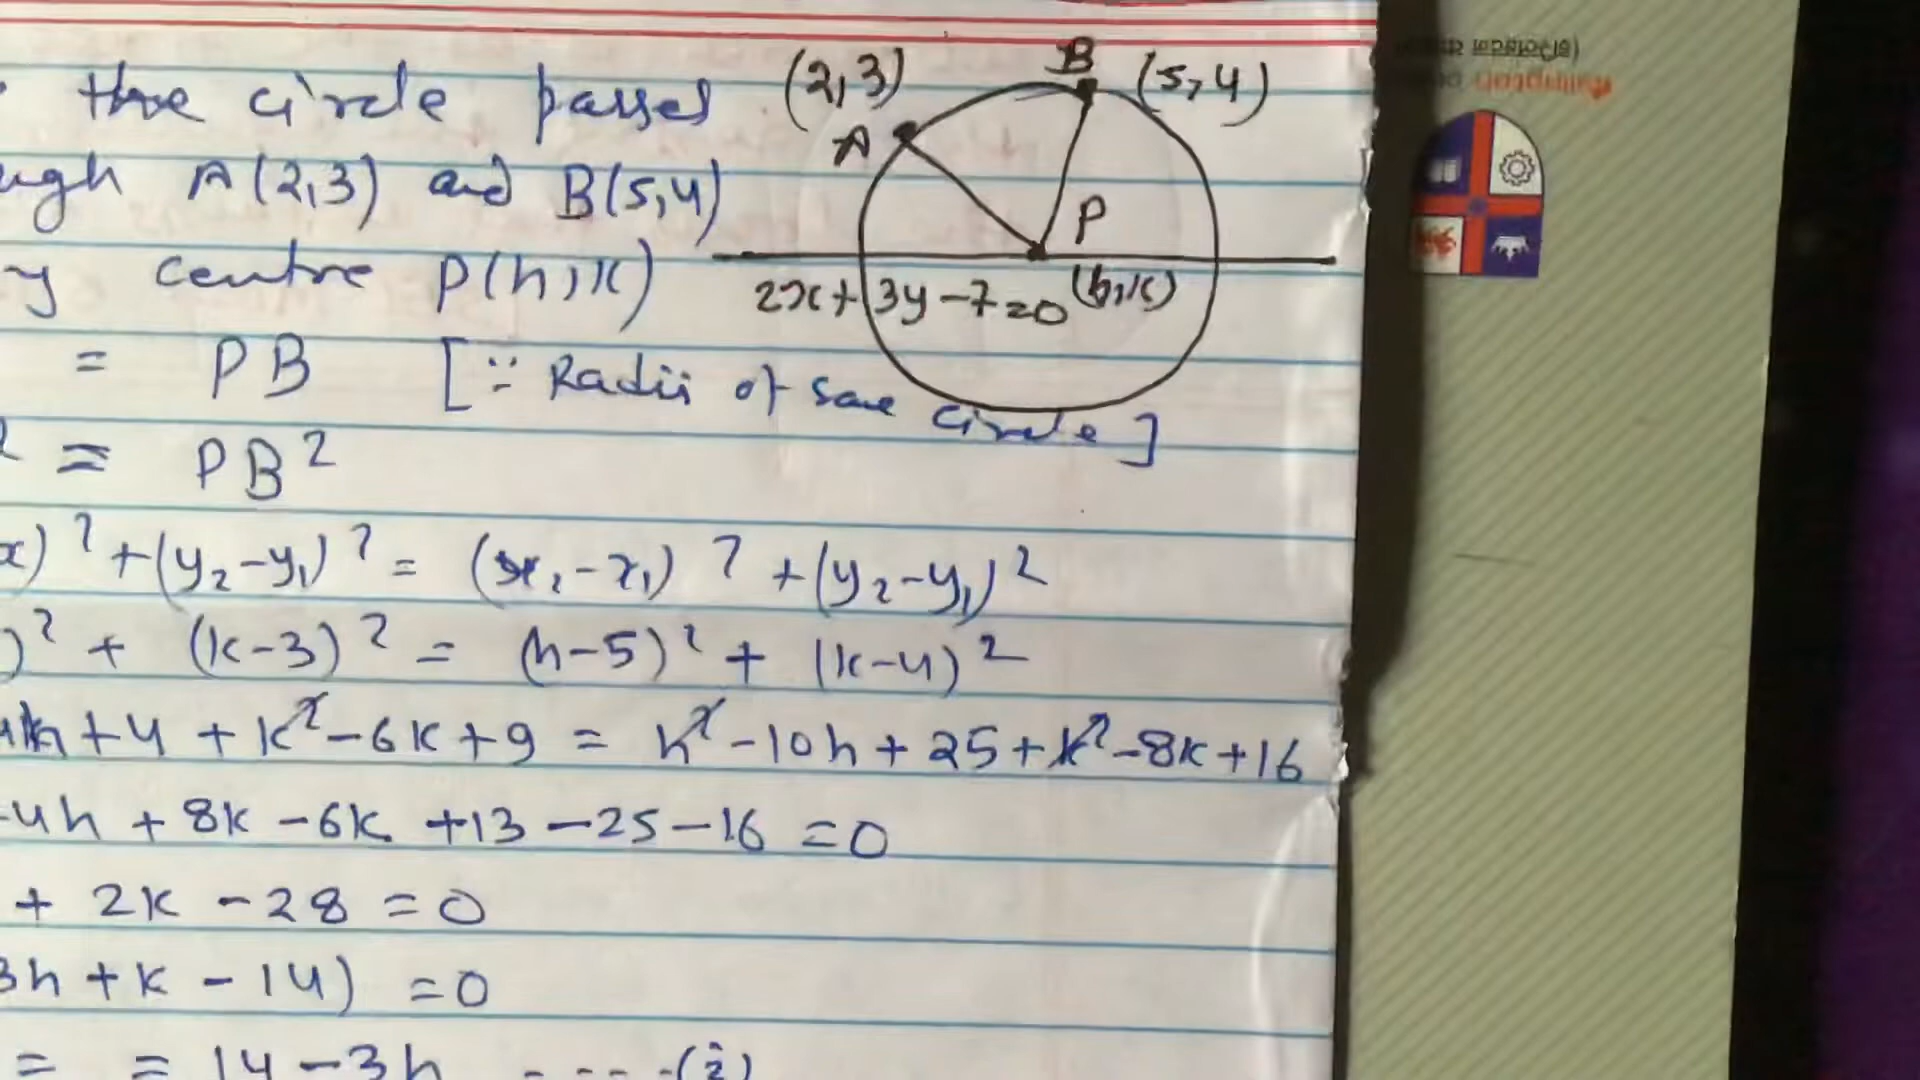 the circle passes
ugh A(2,3) and B(5,4)
y centre P(h,k)
= PB [∵ Radii of same circle]
2 = PB²
x)² + (y₂-y₁)² = (x₂-x₁)² + (y₂-y₁)²
)² + (k-3)² = (h-5)² + (k-4)²
4h + 4 + k² - 6k + 9 = h² - 10h + 25 + k² - 8k + 16
-4h + 8k - 6k + 13 - 25 - 16 = 0
+ 2k - 28 = 0
3h + k - 14) = 0
= = 14 - 3h - - - - -(2)
(2,3)
B
(5,4)
A
P
(h,k)
2x + 3y - 7 = 0